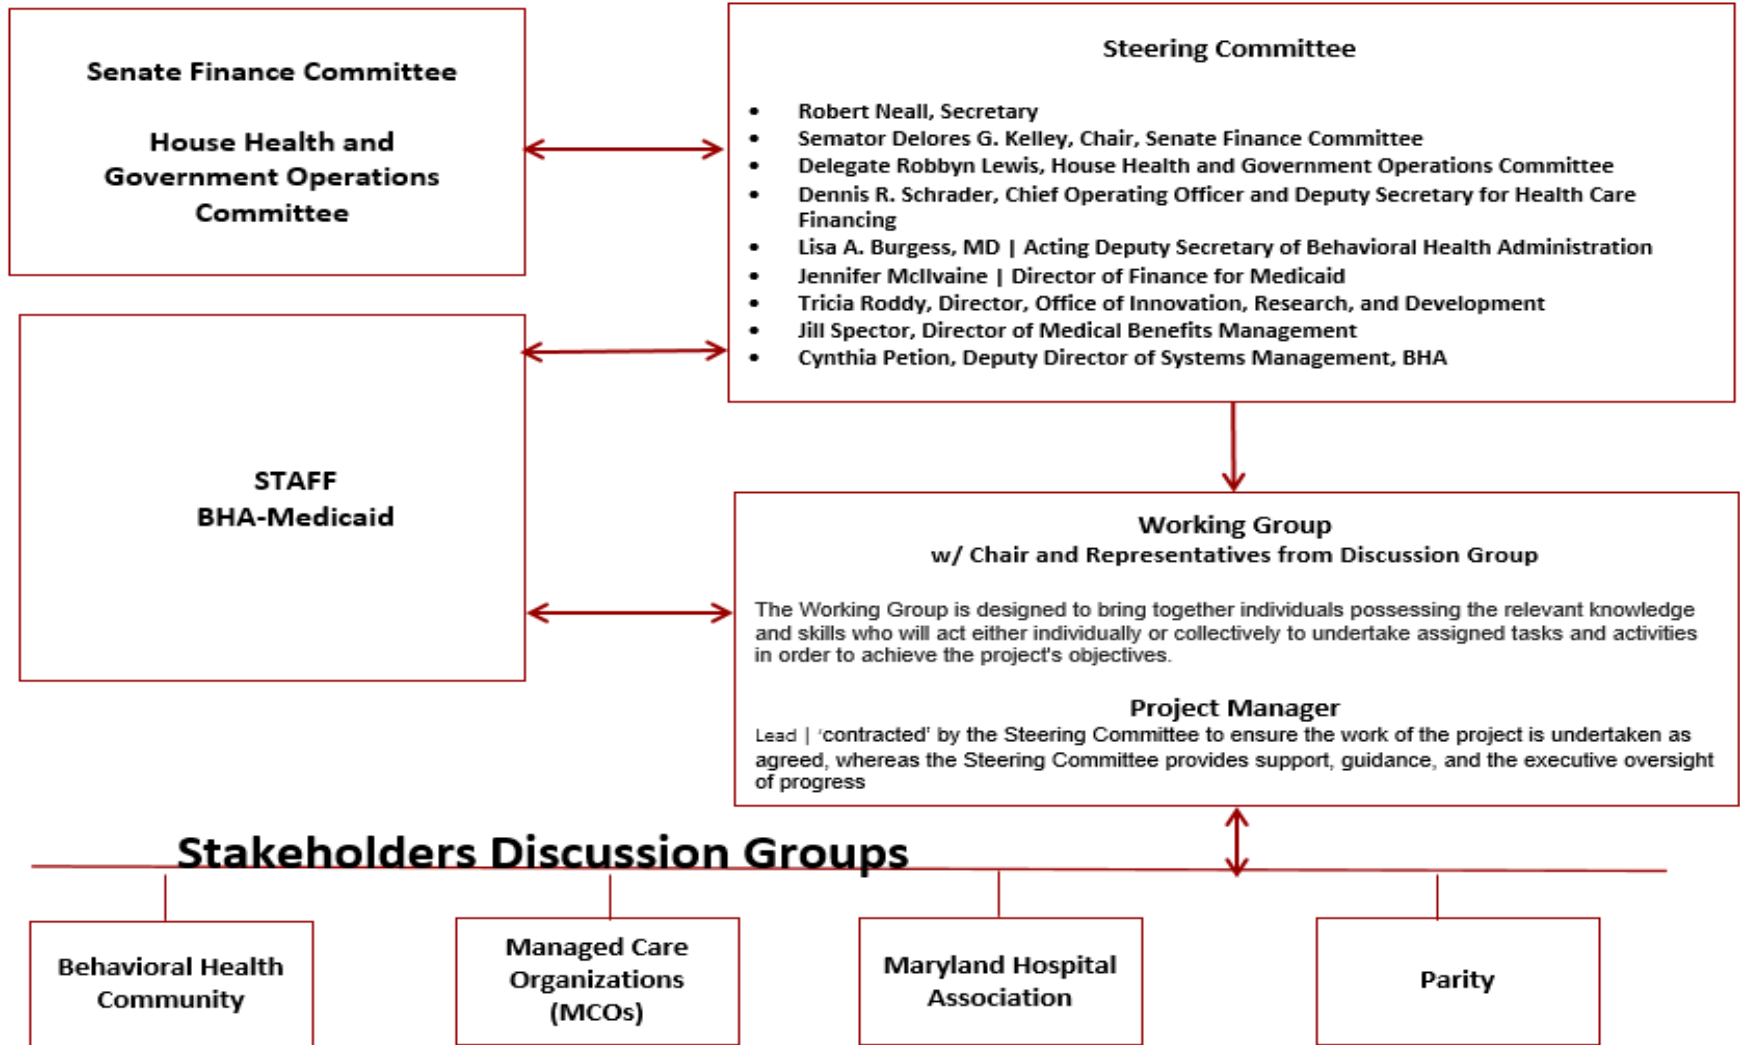 Senate Finance Committee
House Health and
Government Operations
Committee
Steering Committee
• Robert Neall, Secretary
• Semator Delores G. Kelley, Chair, Senate Finance Committee
• Delegate Robbyn Lewis, House Health and Government Operations Committee
• Dennis R. Schrader, Chief Operating Officer and Deputy Secretary for Health Care
Financing
• Lisa A. Burgess, MD | Acting Deputy Secretary of Behavioral Health Administration
• Jennifer McIlvaine | Director of Finance for Medicaid
• Tricia Roddy, Director, Office of Innovation, Research, and Development
• Jill Spector, Director of Medical Benefits Management
• Cynthia Petion, Deputy Director of Systems Management, BHA
STAFF
BHA-Medicaid
Working Group
w/ Chair and Representatives from Discussion Group
The Working Group is designed to bring together individuals possessing the relevant knowledge
and skills who will act either individually or collectively to undertake assigned tasks and activities
in order to achieve the project's objectives.
Project Manager
Lead | ‘contracted’ by the Steering Committee to ensure the work of the project is undertaken as
agreed, whereas the Steering Committee provides support, guidance, and the executive oversight
of progress
Stakeholders Discussion Groups
Behavioral Health
Community
Managed Care
Organizations
(MCOs)
Maryland Hospital
Association
Parity